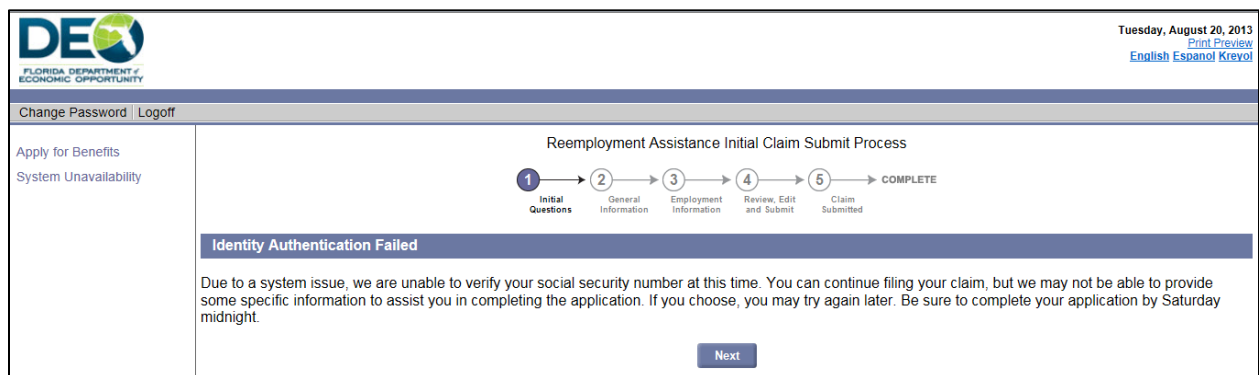 DEO
FLORIDA DEPARTMENT of
ECONOMIC OPPORTUNITY
Tuesday, August 20, 2013
Print Preview
English Espanol Kreyol
Change Password | Logoff
Apply for Benefits
System Unavailability
Reemployment Assistance Initial Claim Submit Process
1 2 3 4 5 COMPLETE
Initial General Employment Review, Edit Claim
Questions Information Information and Submit Submitted
Identity Authentication Failed
Due to a system issue, we are unable to verify your social security number at this time. You can continue filing your claim, but we may not be able to provide
some specific information to assist you in completing the application. If you choose, you may try again later. Be sure to complete your application by Saturday
midnight.
Next